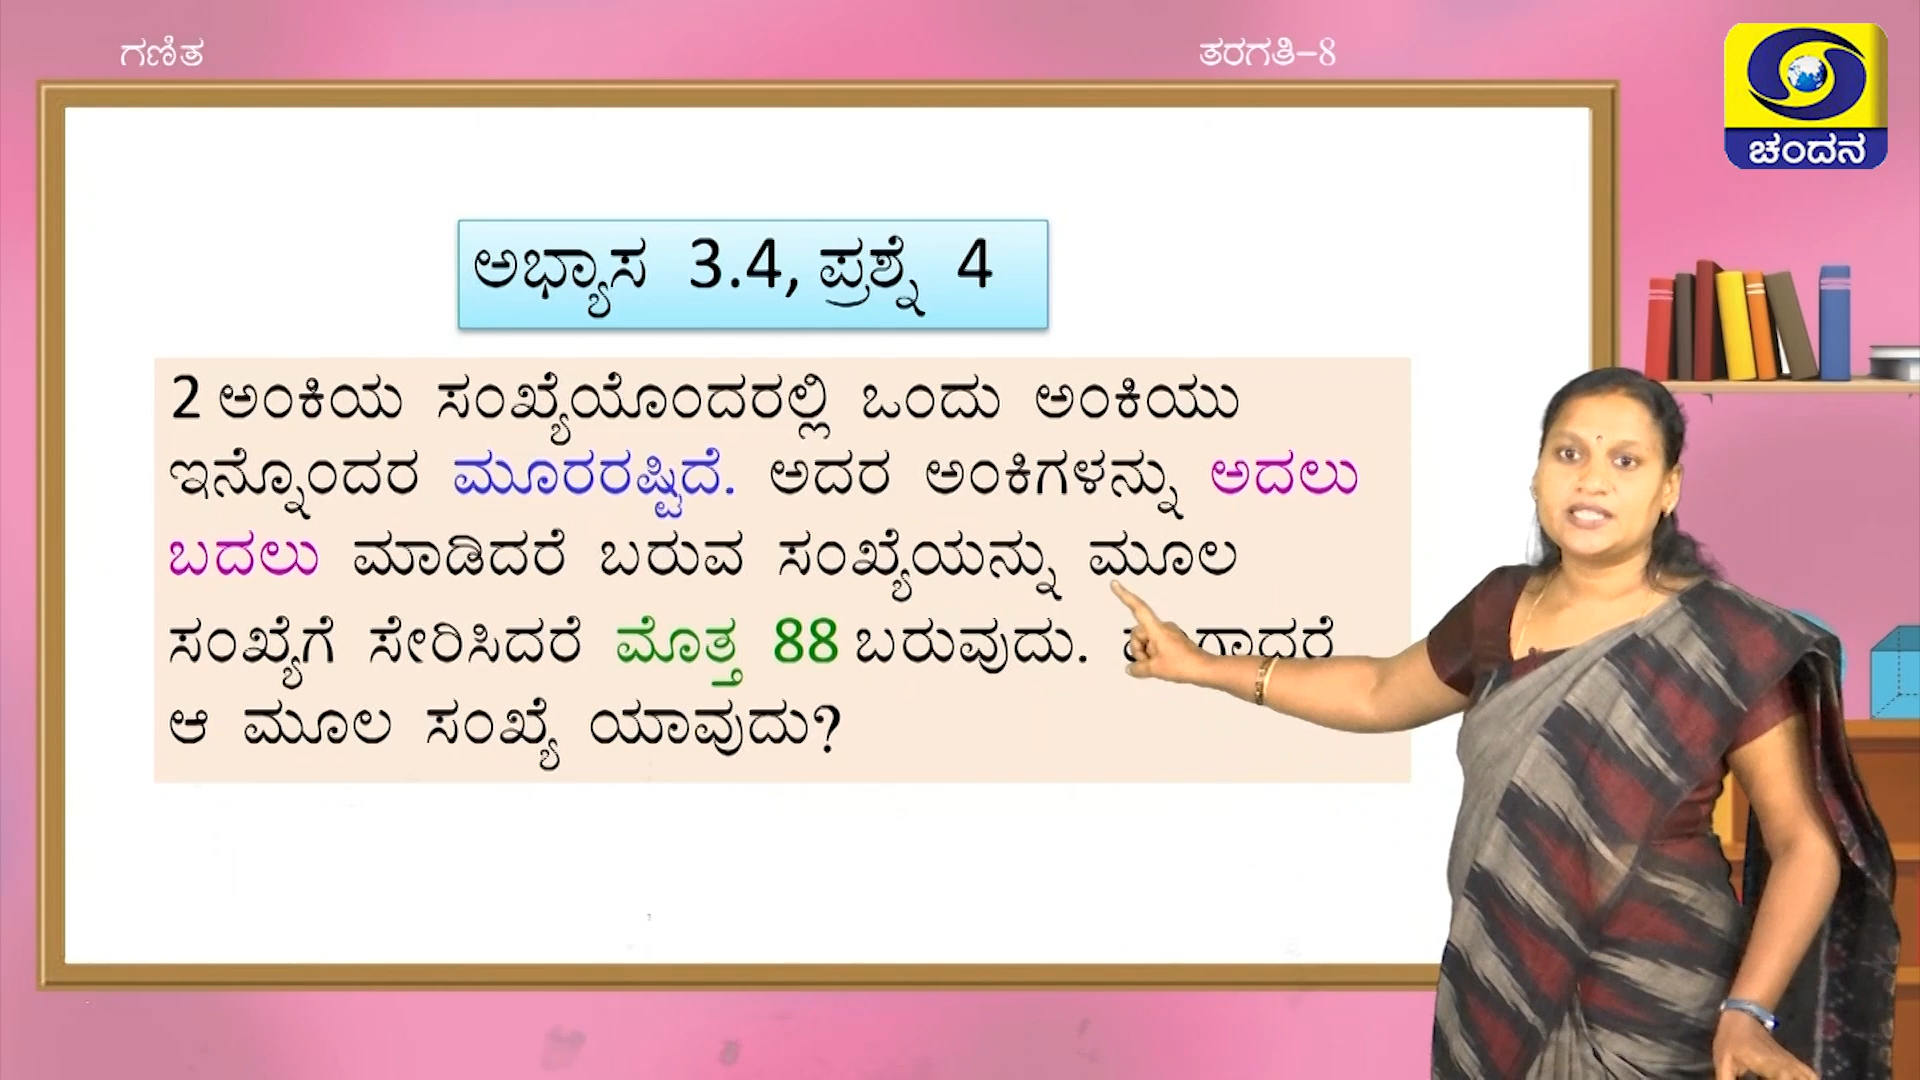 ಗಣಿತ
ತರಗತಿ-8
ಚಂದನ
ಅಭ್ಯಾಸ 3.4, ಪ್ರಶ್ನೆ 4
2 ಅಂಕಿಯ ಸಂಖ್ಯೆಯೊಂದರಲ್ಲಿ ಒಂದು ಅಂಕಿಯು
ಇನ್ನೊಂದರ ಮೂರರಷ್ಟಿದೆ. ಅದರ ಅಂಕಿಗಳನ್ನು ಅದಲು
ಬದಲು ಮಾಡಿದರೆ ಬರುವ ಸಂಖ್ಯೆಯನ್ನು ಮೂಲ
ಸಂಖ್ಯೆಗೆ ಸೇರಿಸಿದರೆ ಮೊತ್ತ 88 ಬರುವುದು.
ಆ ಮೂಲ ಸಂಖ್ಯೆ ಯಾವುದು?